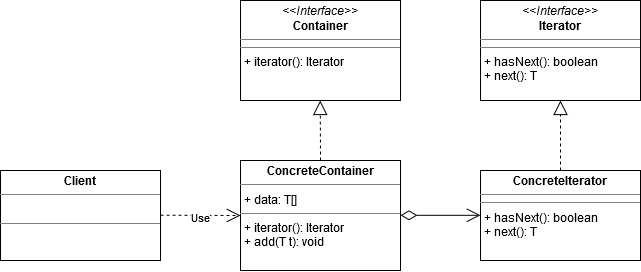 <<Interface>>
Container
+ iterator(): Iterator
<<Interface>>
Iterator
+ hasNext(): boolean
+ next(): T
Client
Use
ConcreteContainer
+ data: T[]
+ iterator(): Iterator
+ add(T t): void
ConcreteIterator
+ hasNext(): boolean
+ next(): T